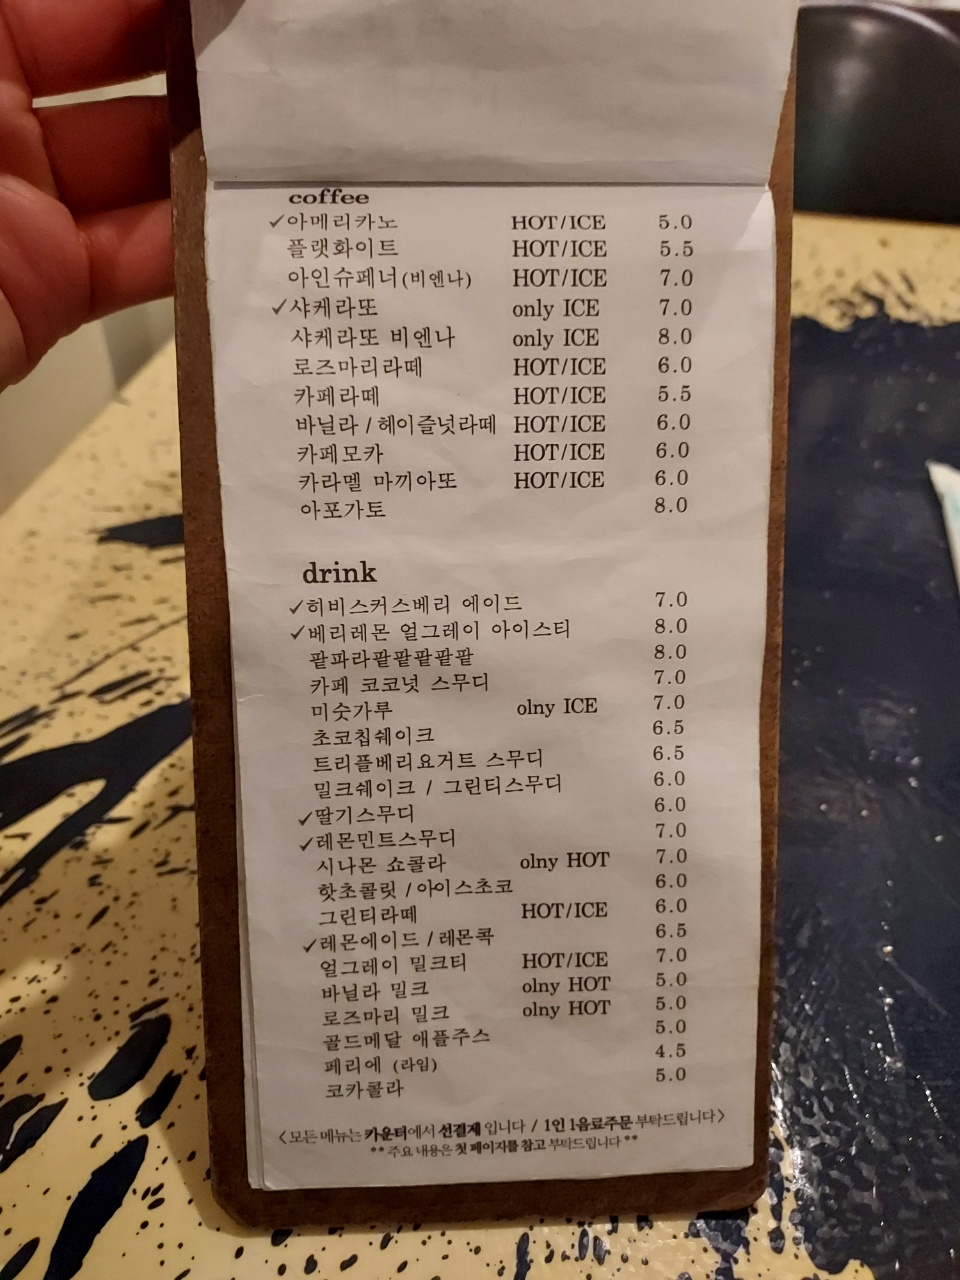 coffee
✓아메리카노 HOT/ICE 5.0
플랫화이트 HOT/ICE 5.5
아인슈페너(비엔나) HOT/ICE 7.0
✓샤케라또 only ICE 7.0
샤케라또 비엔나 only ICE 8.0
로즈마리라떼 HOT/ICE 6.0
카페라떼 HOT/ICE 5.5
바닐라 / 헤이즐넛라떼 HOT/ICE 6.0
카페모카 HOT/ICE 6.0
카라멜 마끼아또 HOT/ICE 6.0
아포가토 8.0
drink
✓히비스커스베리 에이드 7.0
✓베리레몬 얼그레이 아이스티 8.0
팥파라팥팥팥팥팥 8.0
카페 코코넛 스무디 7.0
미숫가루 olny ICE 7.0
초코칩쉐이크 6.5
트리플베리요거트 스무디 6.5
밀크쉐이크 / 그린티스무디 6.0
✓딸기스무디 6.0
✓레몬민트스무디 7.0
시나몬 쇼콜라 olny HOT 7.0
핫초콜릿 / 아이스초코 6.0
그린티라떼 HOT/ICE 6.0
✓레몬에이드 / 레몬콕 6.5
얼그레이 밀크티 HOT/ICE 7.0
바닐라 밀크 olny HOT 5.0
로즈마리 밀크 olny HOT 5.0
골드메달 애플주스 5.0
페리에 (라임) 4.5
코카콜라 5.0
〈모든 메뉴는 카운터에서 선결제 입니다 / 1인 1음료주문 부탁드립니다〉
** 주요 내용은 첫 페이지를 참고 부탁드립니다 **